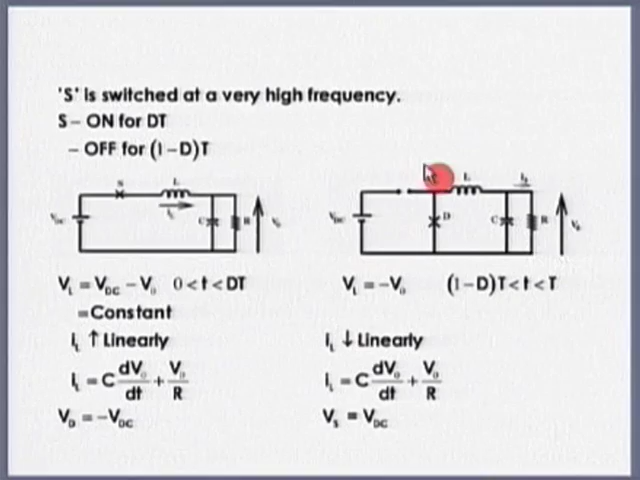 'S' is switched at a very high frequency.
S – ON for DT
– OFF for (1 – D)T
S L
C R
L
D C R
V_L = V_DC – V_o 0 < t < DT
= Constant
I_L ↑ Linearly
I_L = C dV_o/dt + V_o/R
V_D = –V_DC
V_L = –V_o (1 – D)T < t < T
I_L ↓ Linearly
I_L = C dV_o/dt + V_o/R
V_S = V_DC